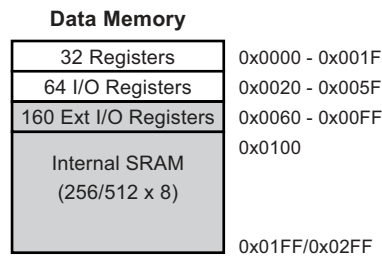 Data Memory
32 Registers 0x0000 - 0x001F
64 I/O Registers 0x0020 - 0x005F
160 Ext I/O Registers 0x0060 - 0x00FF
0x0100
Internal SRAM
(256/512 x 8)
0x01FF/0x02FF